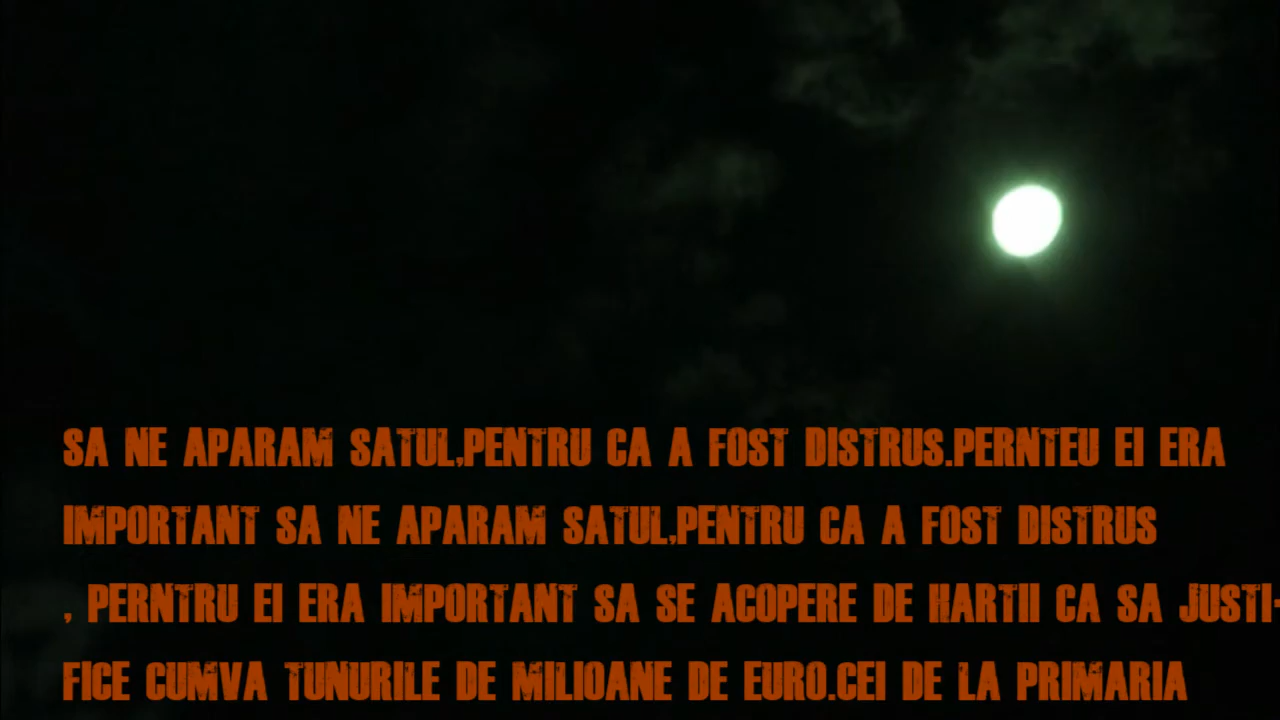 SA NE APARAM SATUL,PENTRU CA A FOST DISTRUS.PERNTEU EI ERA
IMPORTANT SA NE APARAM SATUL,PENTRU CA A FOST DISTRUS
, PERNTRU EI ERA IMPORTANT SA SE ACOPERE DE HARTII CA SA JUSTI-
FICE CUMVA TUNURILE DE MILIOANE DE EURO.CEI DE LA PRIMARIA